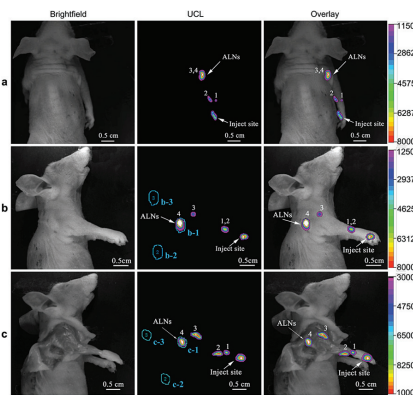 Brightfield
UCL
Overlay
a
3,4
ALNs
2
1
Inject site
0.5 cm
0.5 cm
3,4
ALNs
2
1
Inject site
0.5 cm
1150
2862
4575
6287
8000
b
b-3
3
ALNs
4
b-1
1,2
b-2
Inject site
0.5cm
0.5cm
3
ALNs
4
1,2
Inject site
0.5cm
1250
2937
4625
6312
8000
c
ALNs
4
3
c-3
c-1
2
1
Inject site
c-2
0.5 cm
0.5 cm
ALNs
4
3
2
1
Inject site
0.5 cm
3000
4750
6500
8250
1000